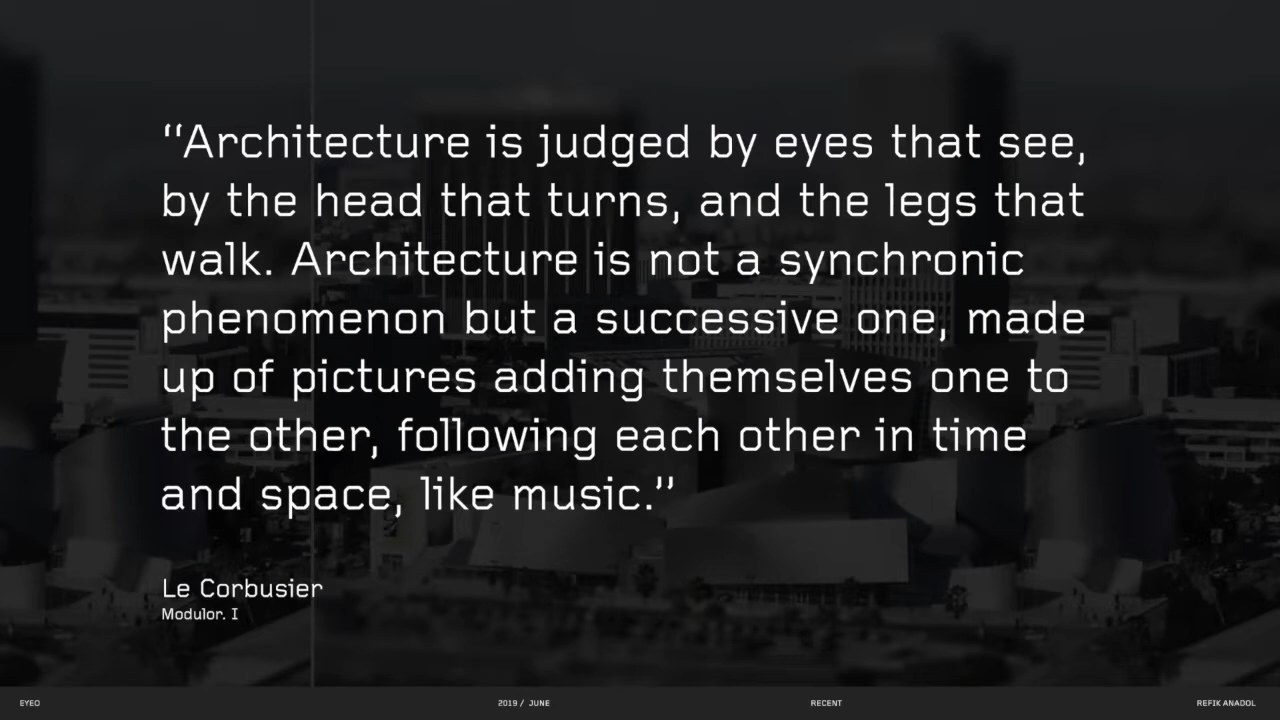 “Architecture is judged by eyes that see,
by the head that turns, and the legs that
walk. Architecture is not a synchronic
phenomenon but a successive one, made
up of pictures adding themselves one to
the other, following each other in time
and space, like music.”
Le Corbusier
Modulor. I
EYEO
2019 / JUNE
RECENT
REFIK ANADOL